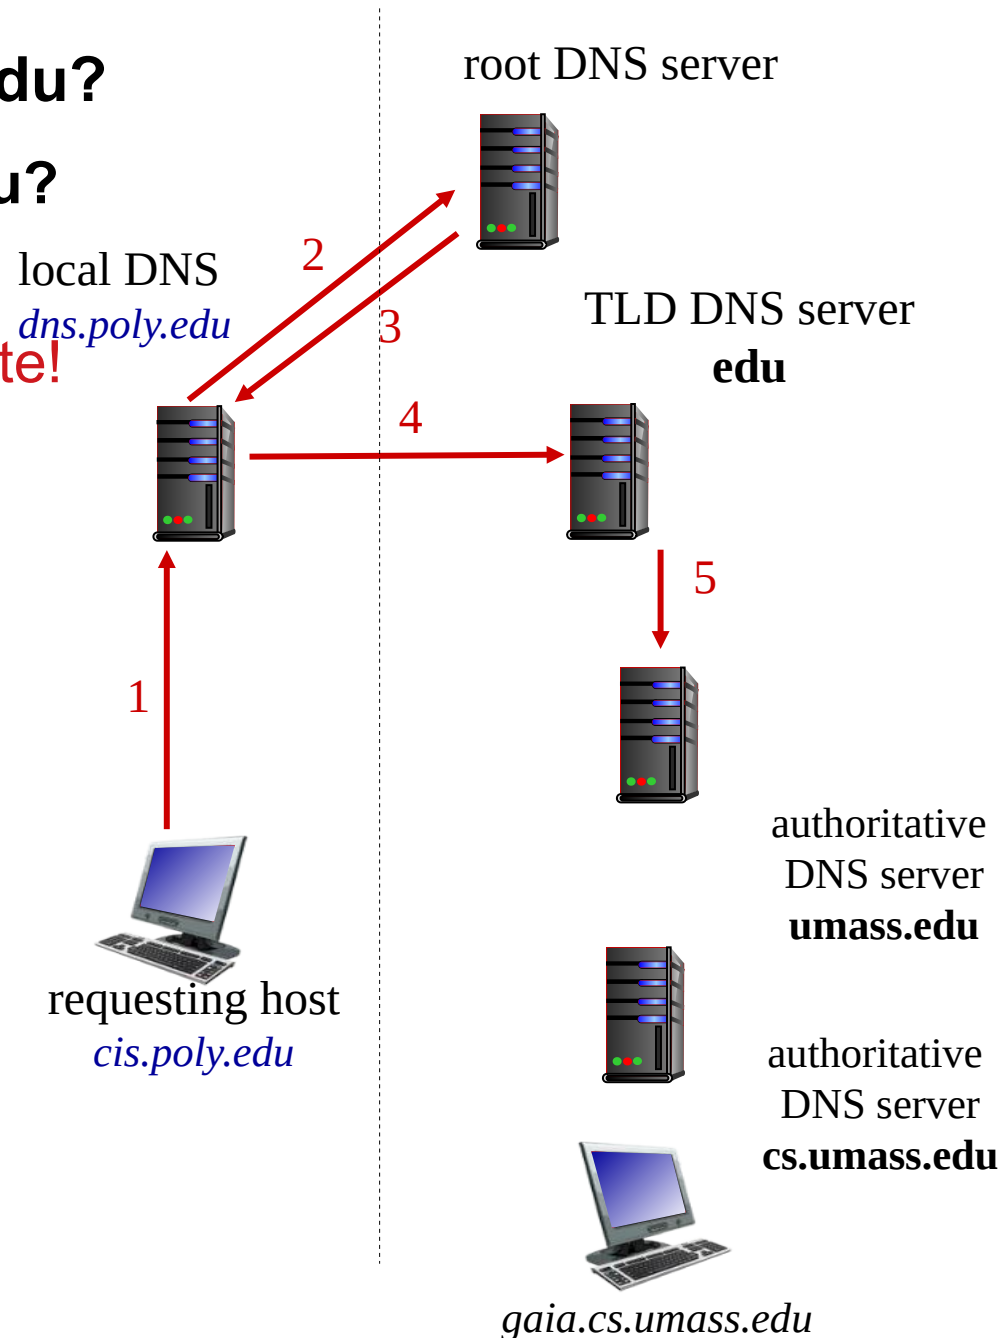 du?
u?
te!
root DNS server
2
local DNS
dns.poly.edu
3
TLD DNS server
edu
4
5
1
authoritative
DNS server
umass.edu
requesting host
cis.poly.edu
authoritative
DNS server
cs.umass.edu
gaia.cs.umass.edu